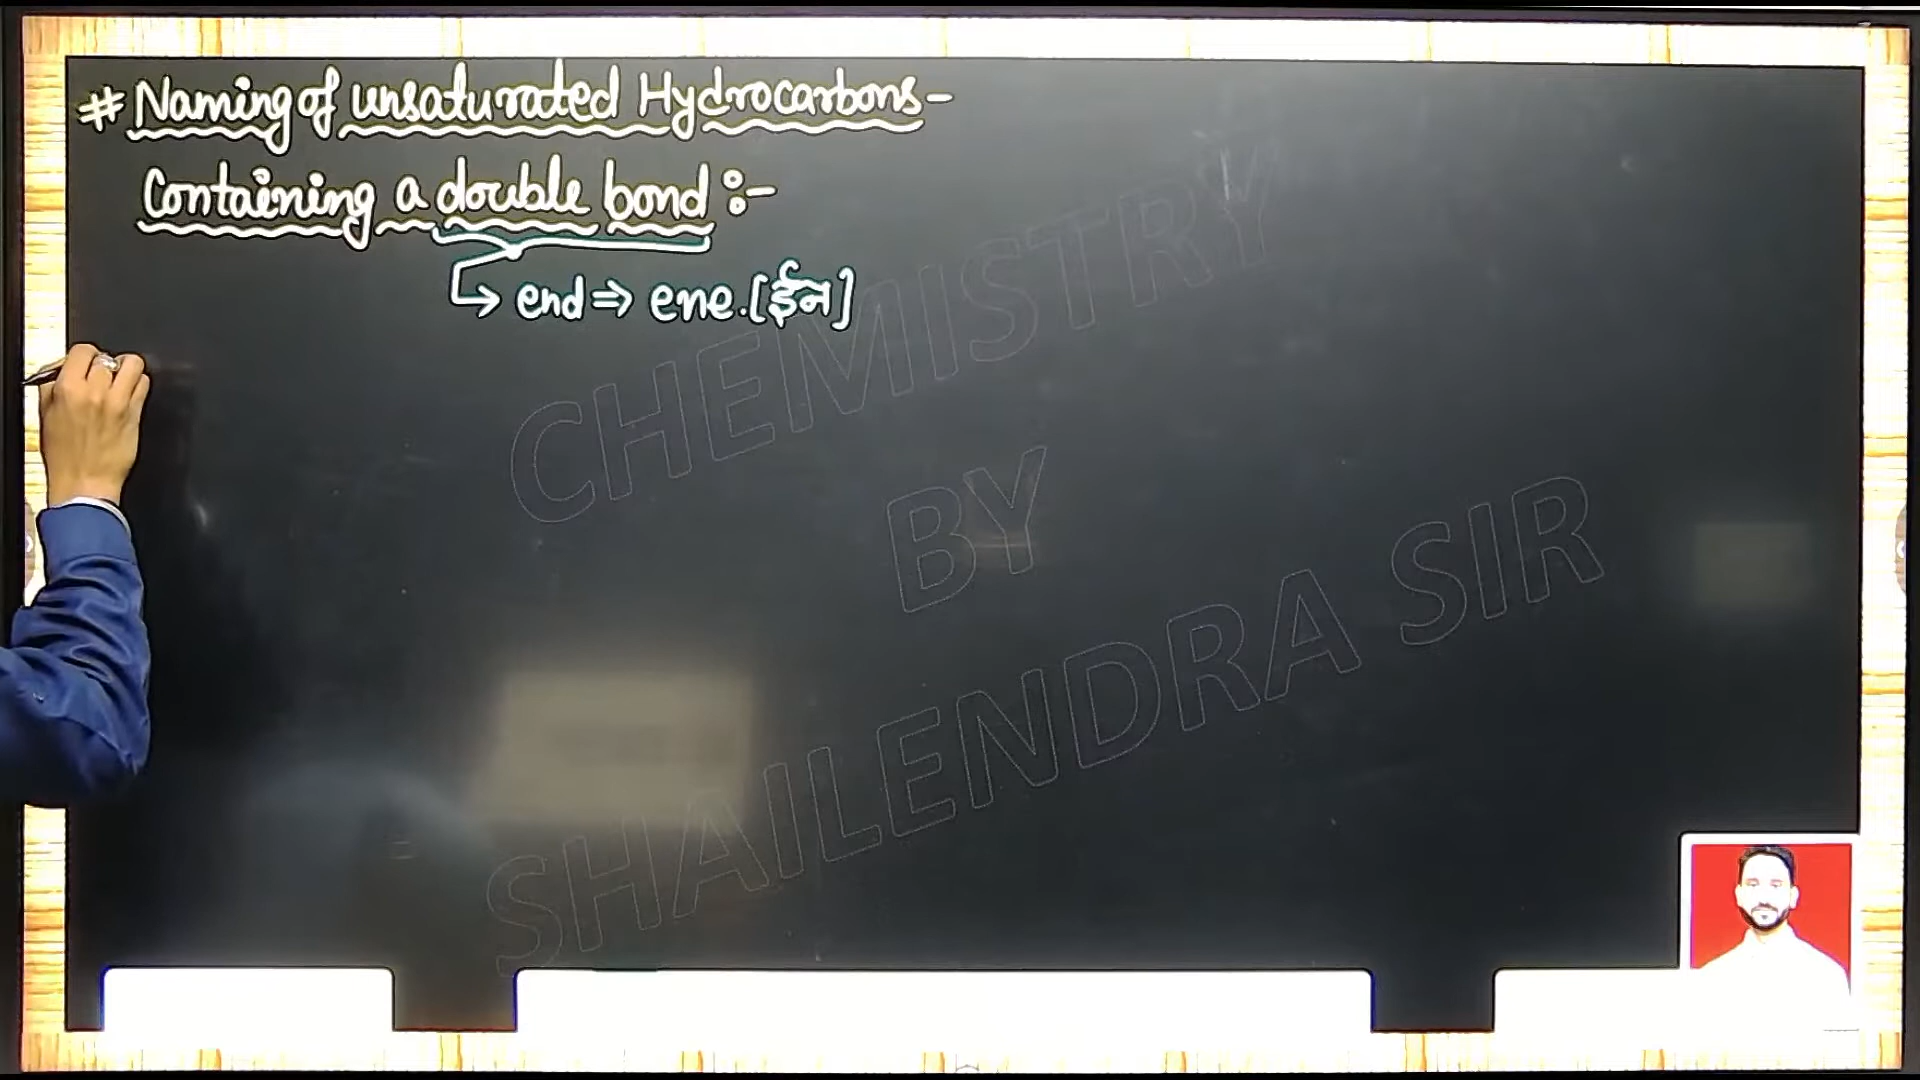 # Naming of unsaturated Hydrocarbons-
Containing a double bond :-
↳ end ⇒ ene. [ईन]
CHEMISTRY
BY
SHAILENDRA SIR